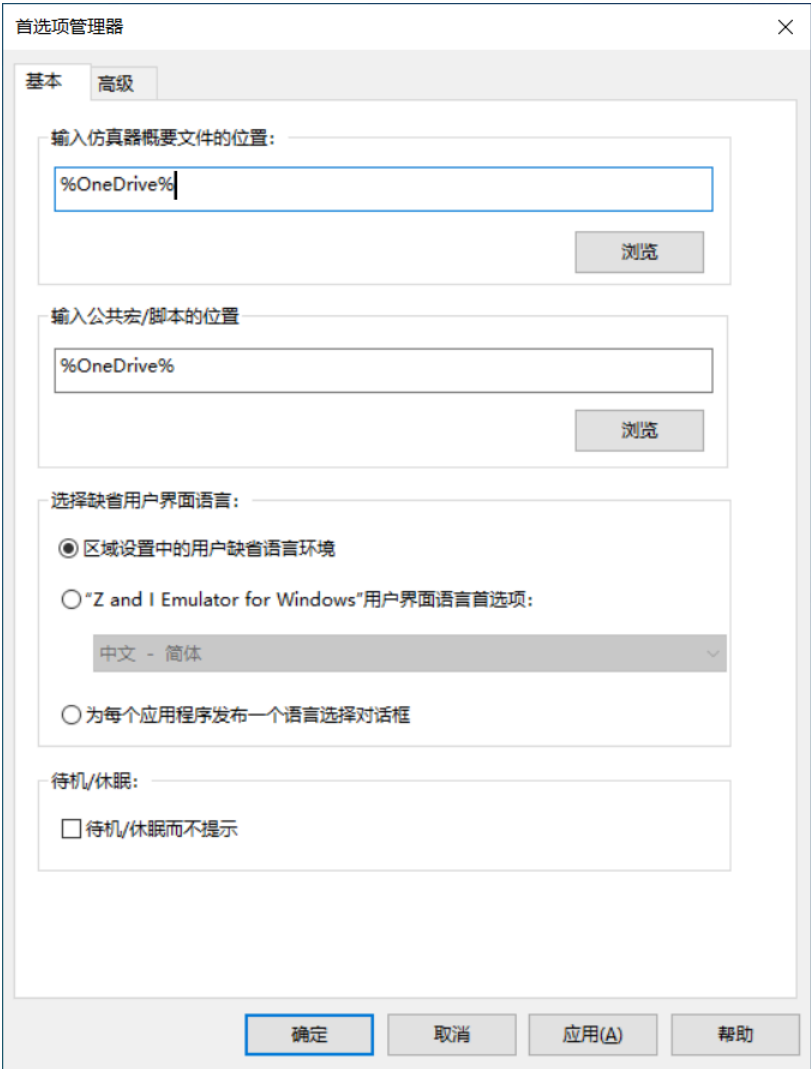 首选项管理器
基本
高级
输入仿真器概要文件的位置:
%OneDrive%
浏览
输入公共宏/脚本的位置
%OneDrive%
浏览
选择缺省用户界面语言:
区域设置中的用户缺省语言环境
“Z and I Emulator for Windows”用户界面语言首选项:
中文 - 简体
为每个应用程序发布一个语言选择对话框
待机/休眠:
待机/休眠而不提示
确定
取消
应用(A)
帮助